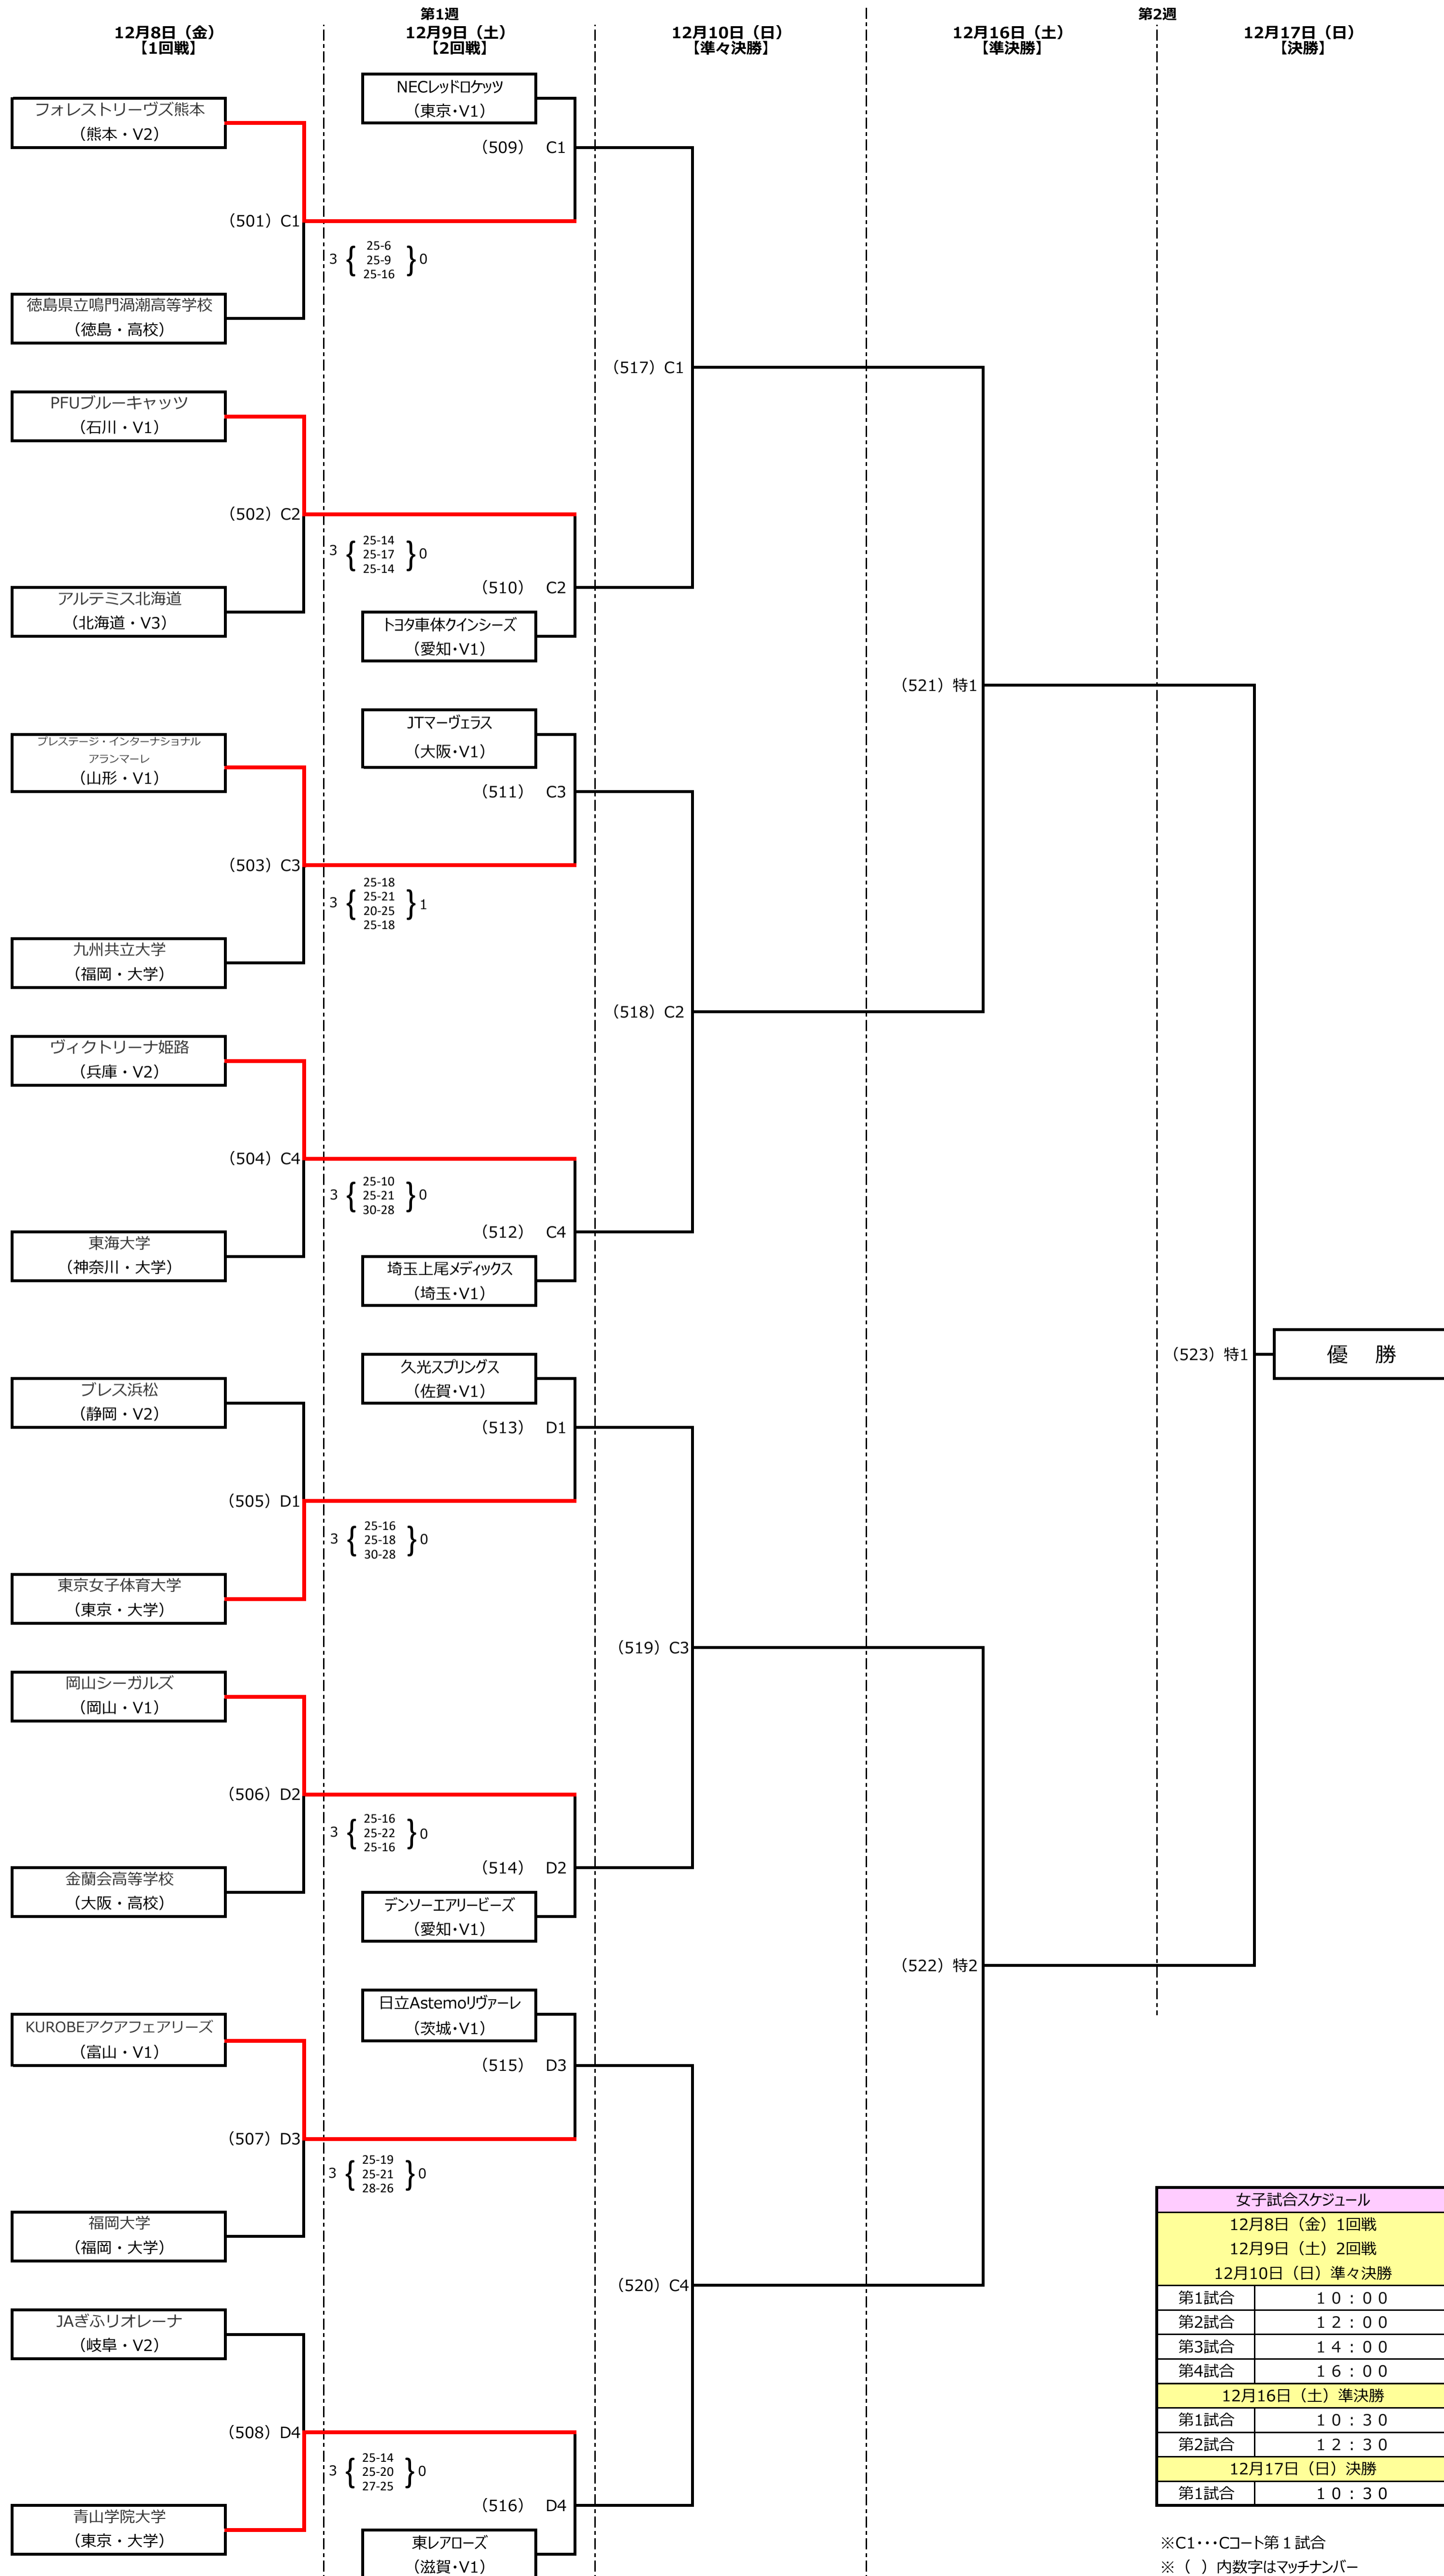 第1週
第2週
12月8日（金）
【1回戦】
12月9日（土）
【2回戦】
12月10日（日）
【準々決勝】
12月16日（土）
【準決勝】
12月17日（日）
【決勝】
NECレッドロケッツ
（東京・V1）
フォレストリーヴズ熊本
（熊本・V2）
（509） C1
（501）C1
3 { 25-6 } 0
25-9
25-16
徳島県立鳴門渦潮高等学校
（徳島・高校）
（517）C1
PFUブルーキャッツ
（石川・V1）
（502）C2
3 { 25-14 } 0
25-17
25-14
（510） C2
アルテミス北海道
（北海道・V3）
トヨタ車体クインシーズ
（愛知・V1）
（521）特1
JTマーヴェラス
（大阪・V1）
プレステージ・インターナショナル
アランマーレ
（山形・V1）
（511） C3
（503）C3
3 { 25-18 } 1
25-21
20-25
25-18
九州共立大学
（福岡・大学）
（518）C2
ヴィクトリーナ姫路
（兵庫・V2）
（504）C4
3 { 25-10 } 0
25-21
30-28
（512） C4
東海大学
（神奈川・大学）
埼玉上尾メディックス
（埼玉・V1）
（523）特1
優　勝
久光スプリングス
（佐賀・V1）
ブレス浜松
（静岡・V2）
（513） D1
（505）D1
3 { 25-16 } 0
25-18
30-28
東京女子体育大学
（東京・大学）
（519）C3
岡山シーガルズ
（岡山・V1）
（506）D2
3 { 25-16 } 0
25-22
25-16
（514） D2
金蘭会高等学校
（大阪・高校）
デンソーエアリービーズ
（愛知・V1）
（522）特2
日立Astemoリヴァーレ
（茨城・V1）
KUROBEアクアフェアリーズ
（富山・V1）
（515） D3
（507）D3
3 { 25-19 } 0
25-21
28-26
福岡大学
（福岡・大学）
（520）C4
JAぎふリオレーナ
（岐阜・V2）
（508）D4
3 { 25-14 } 0
25-20
27-25
（516） D4
青山学院大学
（東京・大学）
東レアローズ
（滋賀・V1）
女子試合スケジュール
12月8日（金）1回戦
12月9日（土）2回戦
12月10日（日）準々決勝
第1試合 １０：００
第2試合 １２：００
第3試合 １４：００
第4試合 １６：００
12月16日（土）準決勝
第1試合 １０：３０
第2試合 １２：３０
12月17日（日）決勝
第1試合 １０：３０
※C1・・・Cコート第１試合
※（ ）内数字はマッチナンバー